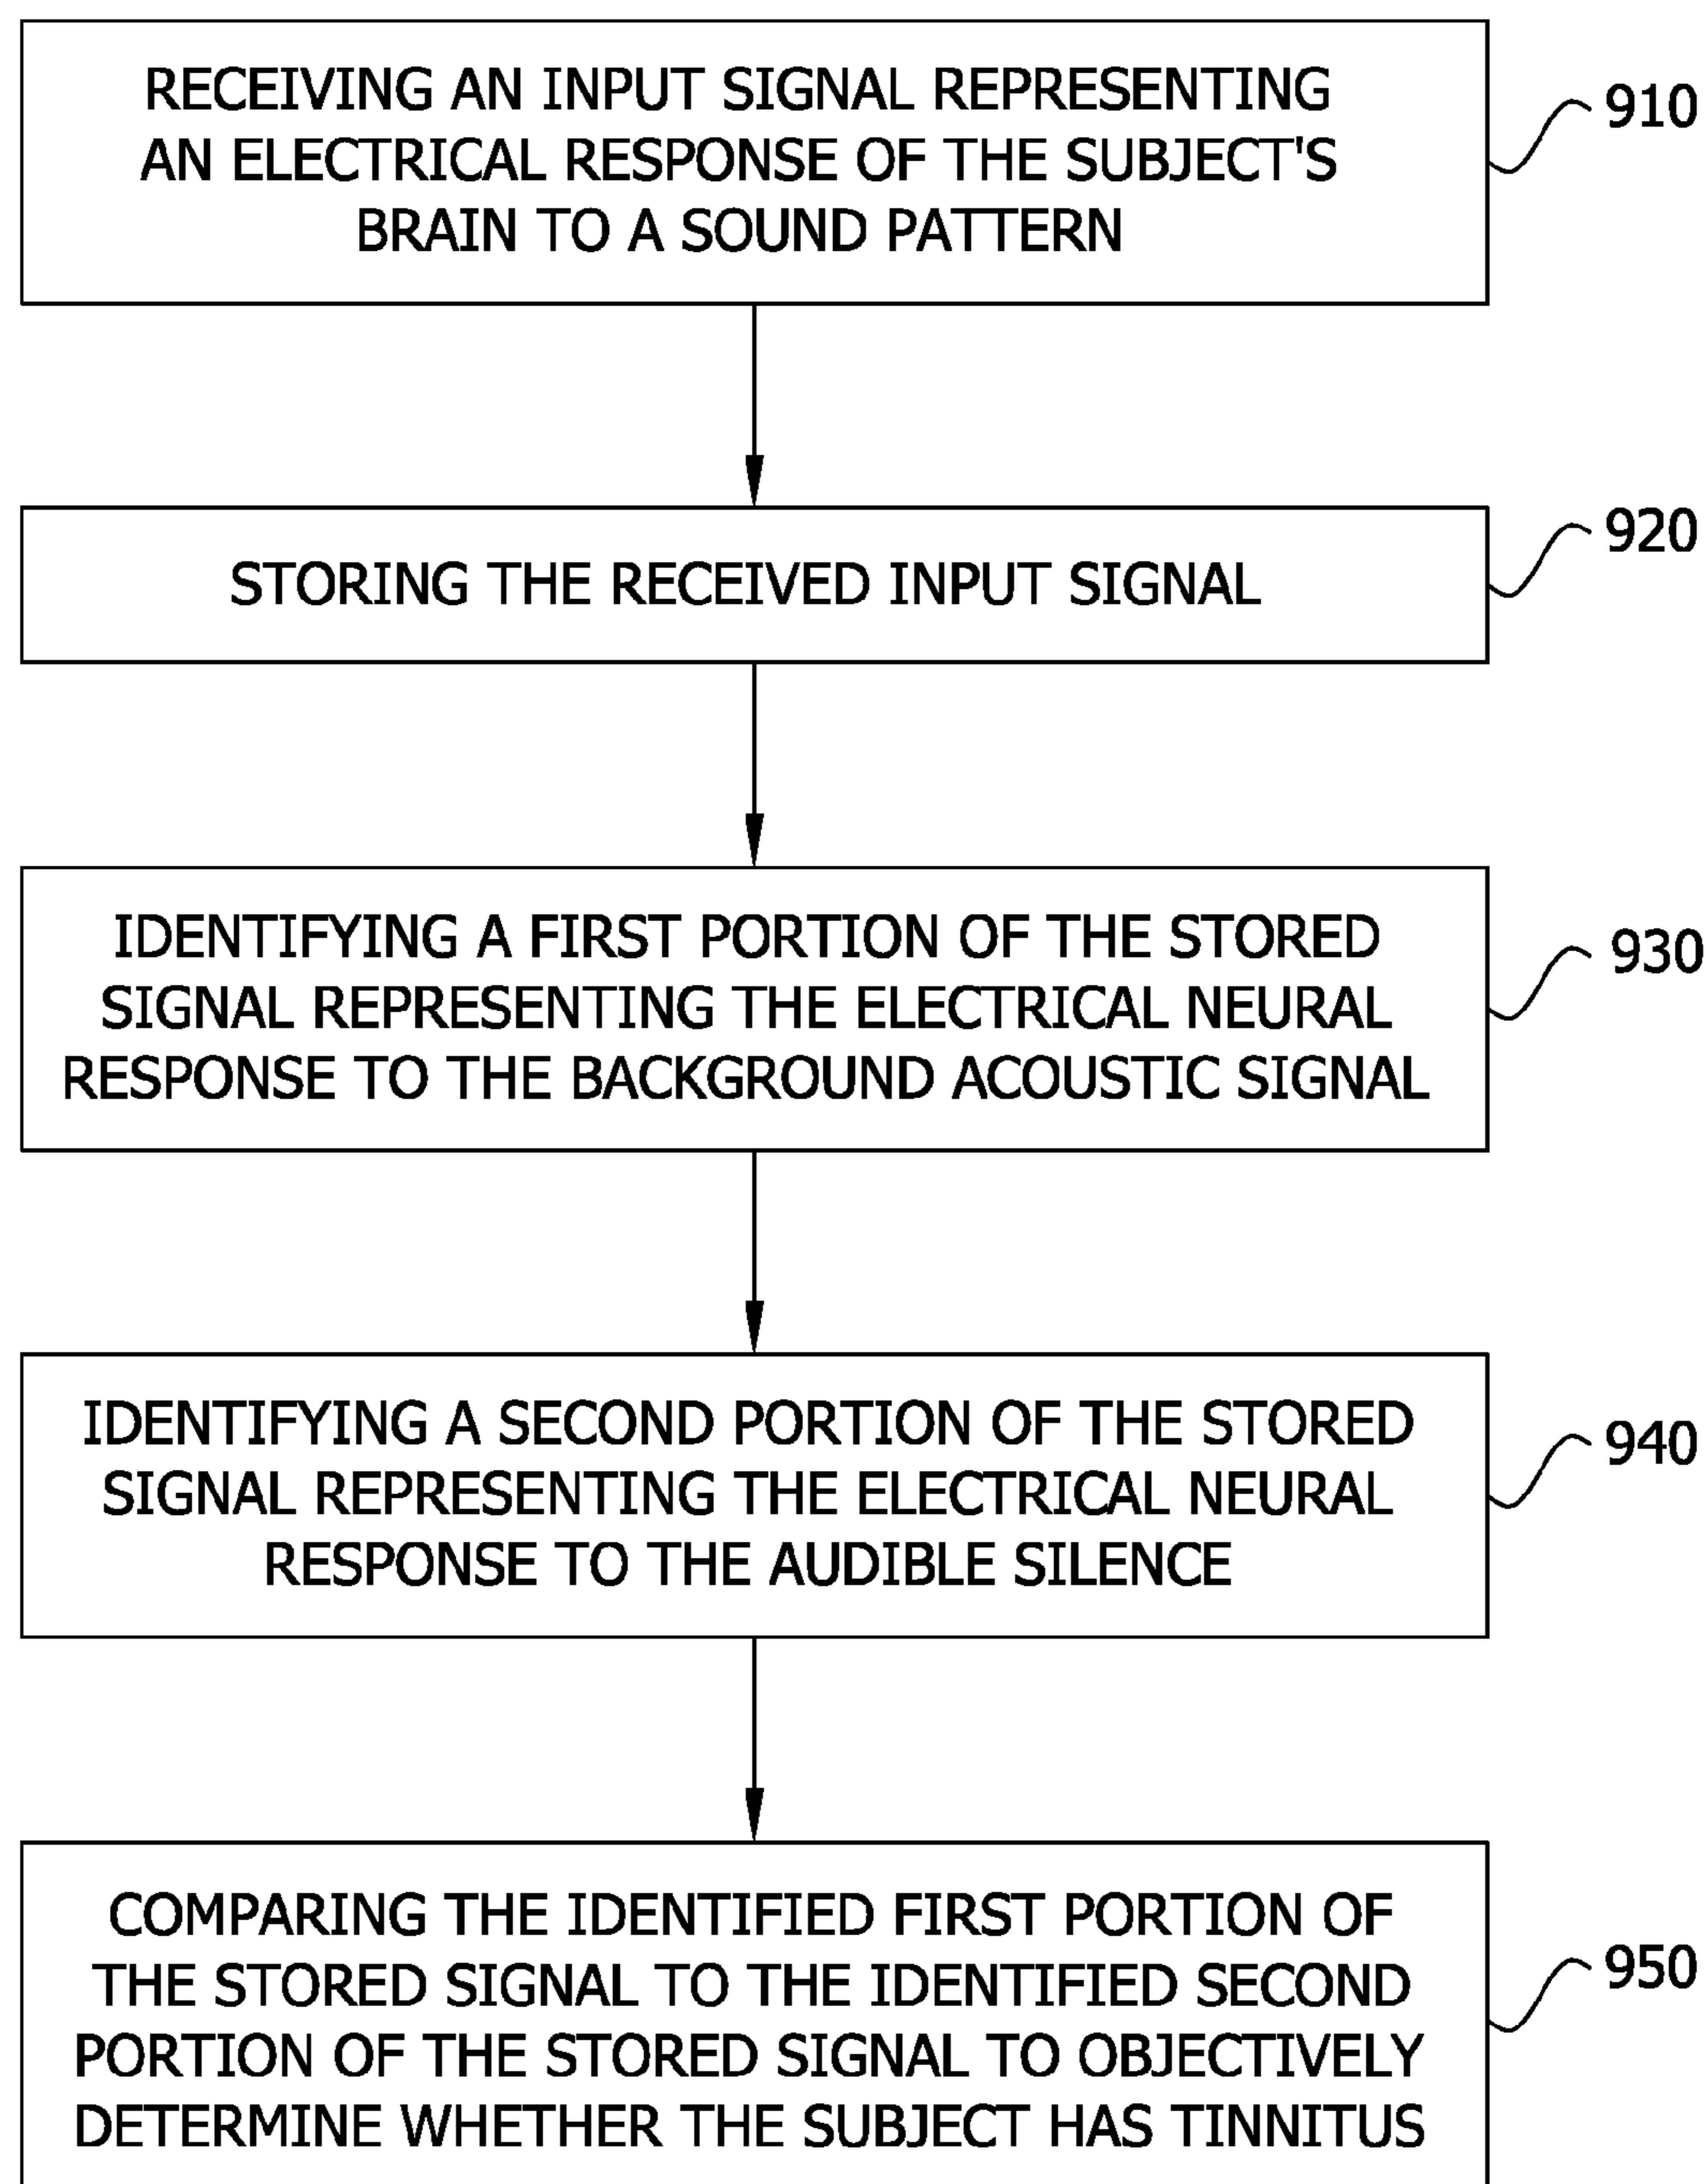 RECEIVING AN INPUT SIGNAL REPRESENTING
AN ELECTRICAL RESPONSE OF THE SUBJECT'S
BRAIN TO A SOUND PATTERN
910
STORING THE RECEIVED INPUT SIGNAL
920
IDENTIFYING A FIRST PORTION OF THE STORED
SIGNAL REPRESENTING THE ELECTRICAL NEURAL
RESPONSE TO THE BACKGROUND ACOUSTIC SIGNAL
930
IDENTIFYING A SECOND PORTION OF THE STORED
SIGNAL REPRESENTING THE ELECTRICAL NEURAL
RESPONSE TO THE AUDIBLE SILENCE
940
COMPARING THE IDENTIFIED FIRST PORTION OF
THE STORED SIGNAL TO THE IDENTIFIED SECOND
PORTION OF THE STORED SIGNAL TO OBJECTIVELY
DETERMINE WHETHER THE SUBJECT HAS TINNITUS
950